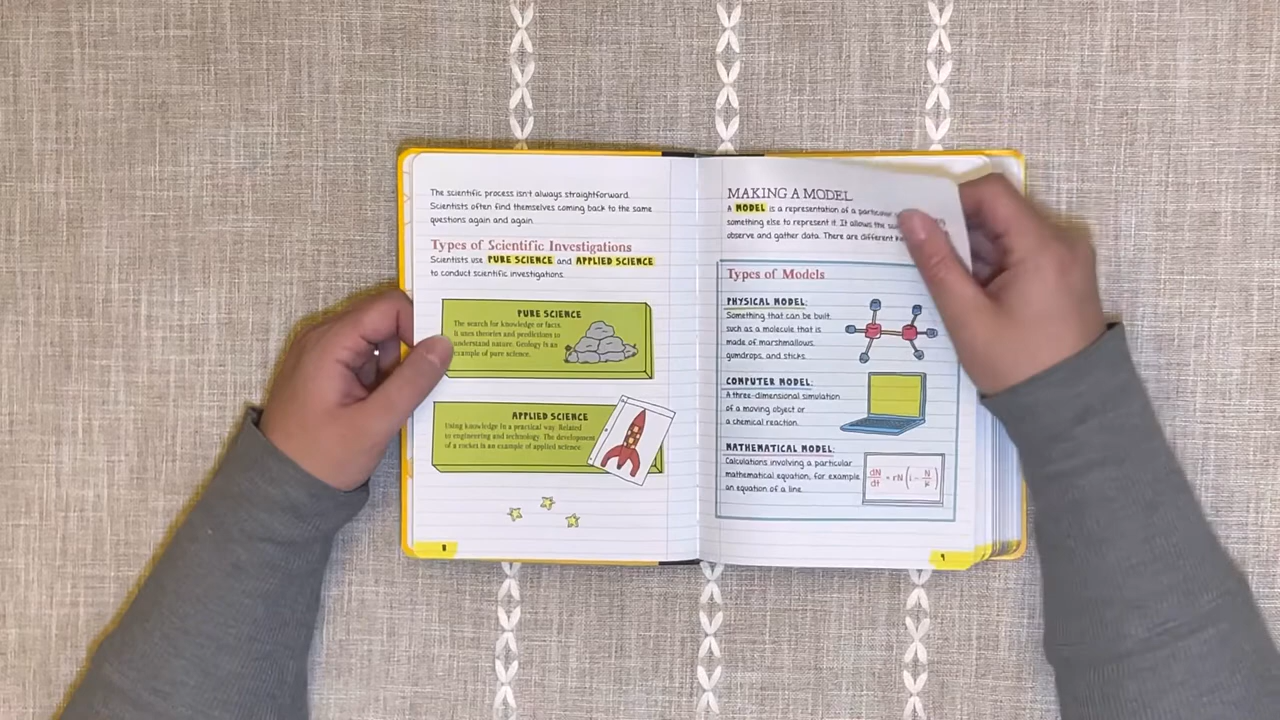 The scientific process isn't always straightforward.
Scientists often find themselves coming back to the same
questions again and again.
Types of Scientific Investigations
Scientists use PURE SCIENCE and APPLIED SCIENCE
to conduct scientific investigations.
PURE SCIENCE
The search for knowledge or facts.
It uses theories and predictions to
understand nature. Geology is an
example of pure science.
APPLIED SCIENCE
Using knowledge in a practical way. Related
to engineering and technology. The development
of a rocket is an example of applied science.
8
MAKING A MODEL
A MODEL is a representation of a particular
something else to represent it. It allows the
observe and gather data. There are different
Types of Models
PHYSICAL MODEL:
Something that can be built,
such as a molecule that is
made of marshmallows,
gumdrops, and sticks.
COMPUTER MODEL:
A three-dimensional simulation
of a moving object or
a chemical reaction.
MATHEMATICAL MODEL:
Calculations involving a particular
mathematical equation; for example
an equation of a line.
dN/dt = rN(1 - N/K)
9